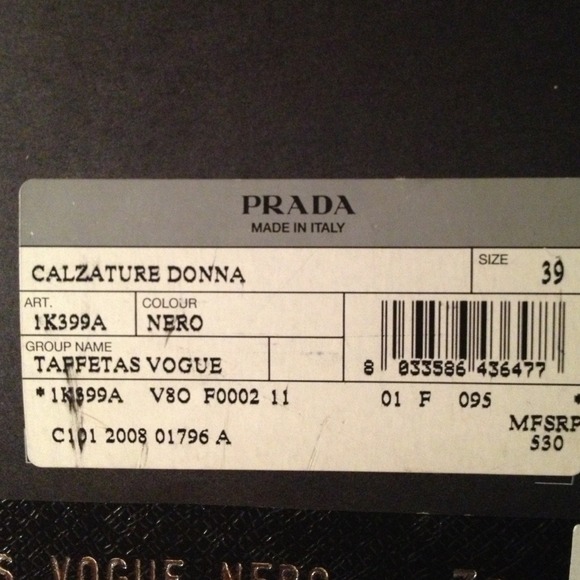 PRADA
MADE IN ITALY
CALZATURE DONNA
SIZE 39
ART. COLOUR
1K399A NERO
GROUP NAME
TAFFETAS VOGUE
8 033586 436477
*1K399A V8O F0002 11 01 F 095 *
MFSRP
C101 2008 01796 A 530
S VOGUE NERO